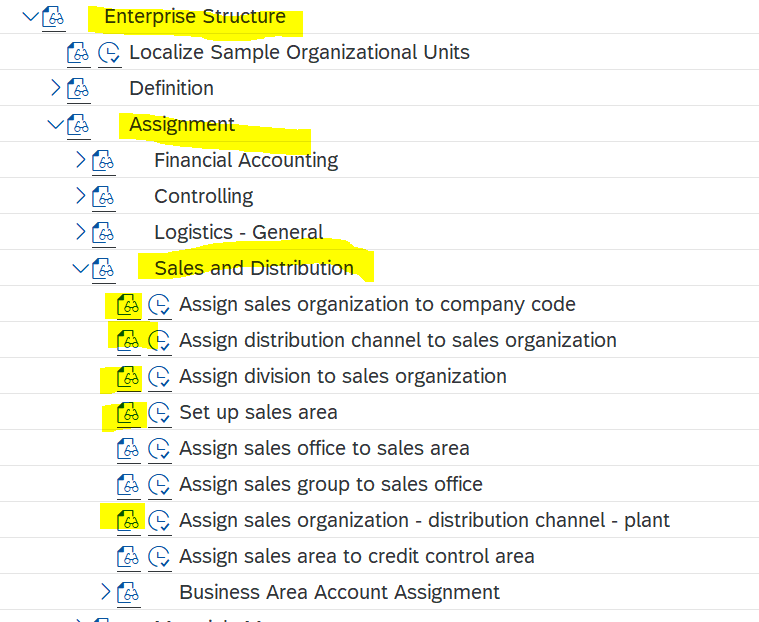 Enterprise Structure
Localize Sample Organizational Units
Definition
Assignment
Financial Accounting
Controlling
Logistics - General
Sales and Distribution
Assign sales organization to company code
Assign distribution channel to sales organization
Assign division to sales organization
Set up sales area
Assign sales office to sales area
Assign sales group to sales office
Assign sales organization - distribution channel - plant
Assign sales area to credit control area
Business Area Account Assignment